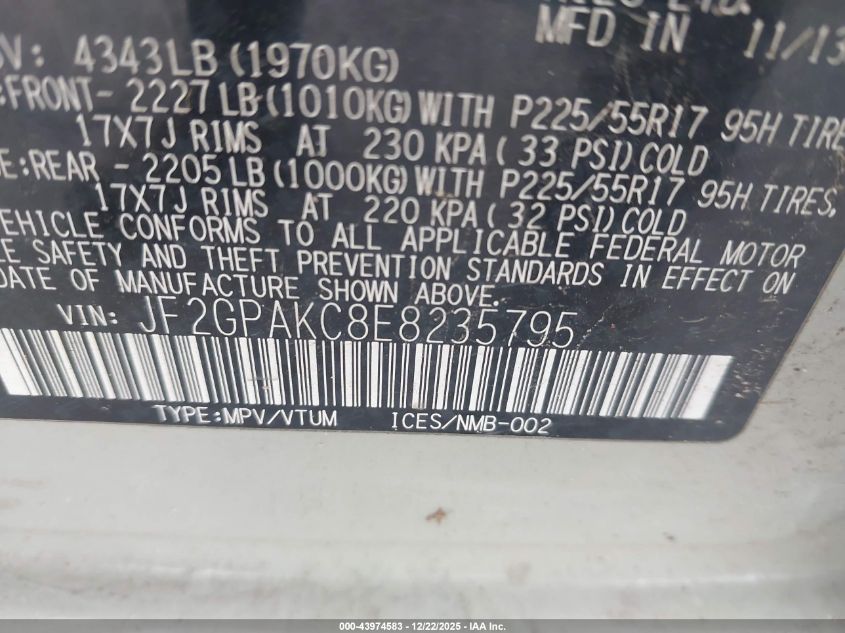 MFD IN 11/13
V: 4343LB (1970KG)
:FRONT- 2227 LB (1010KG) WITH P225/55R17 95H TIRE
17X7J RIMS AT 230 KPA ( 33 PSI) COLD
E:REAR - 2205 LB (1000KG) WITH P225/55R17 95H TIRES,
17X7J RIMS AT 220 KPA ( 32 PSI) COLD
EHICLE CONFORMS TO ALL APPLICABLE FEDERAL MOTOR
LE SAFETY AND THEFT PREVENTION STANDARDS IN EFFECT ON
DATE OF MANUFACTURE SHOWN ABOVE.
VIN: JF2GPAKC8E8235795
TYPE:MPV/VTUM ICES/NMB-002
000-43974583 - 12/22/2025 - IAA Inc.